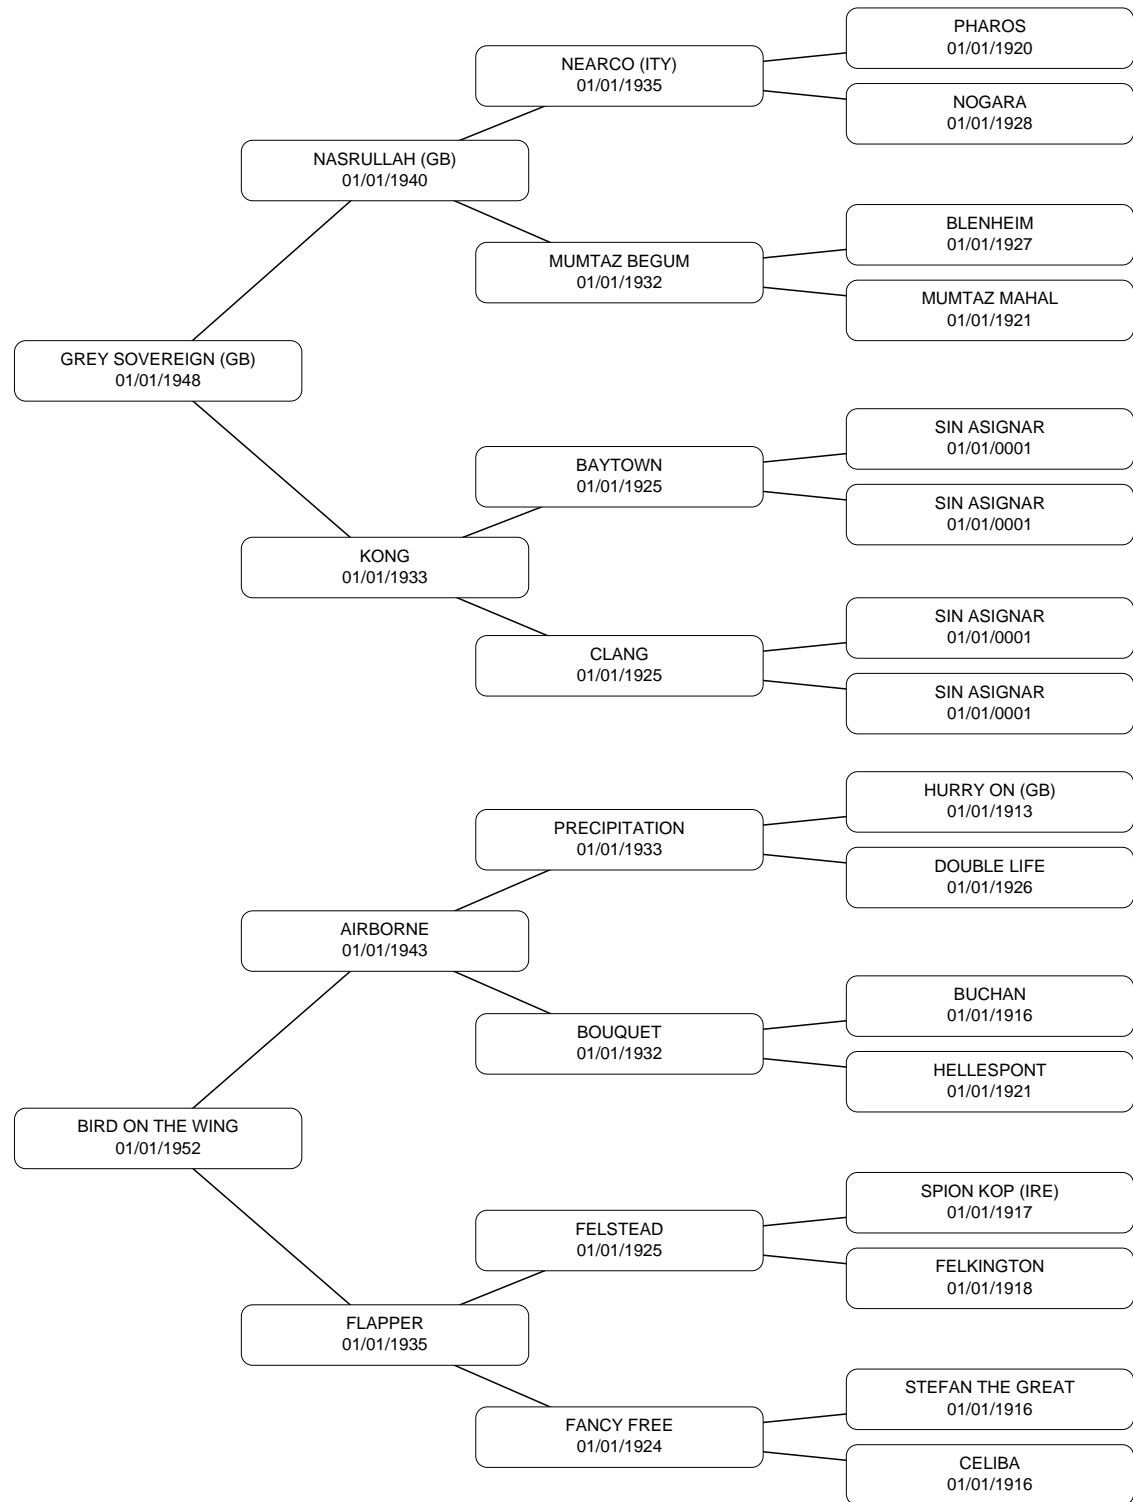 PHAROS
01/01/1920
NEARCO (ITY)
01/01/1935
NOGARA
01/01/1928
NASRULLAH (GB)
01/01/1940
BLENHEIM
01/01/1927
MUMTAZ BEGUM
01/01/1932
MUMTAZ MAHAL
01/01/1921
GREY SOVEREIGN (GB)
01/01/1948
SIN ASIGNAR
01/01/0001
BAYTOWN
01/01/1925
SIN ASIGNAR
01/01/0001
KONG
01/01/1933
SIN ASIGNAR
01/01/0001
CLANG
01/01/1925
SIN ASIGNAR
01/01/0001
HURRY ON (GB)
01/01/1913
PRECIPITATION
01/01/1933
DOUBLE LIFE
01/01/1926
AIRBORNE
01/01/1943
BUCHAN
01/01/1916
BOUQUET
01/01/1932
HELLESPONT
01/01/1921
BIRD ON THE WING
01/01/1952
SPION KOP (IRE)
01/01/1917
FELSTEAD
01/01/1925
FELKINGTON
01/01/1918
FLAPPER
01/01/1935
STEFAN THE GREAT
01/01/1916
FANCY FREE
01/01/1924
CELIBA
01/01/1916